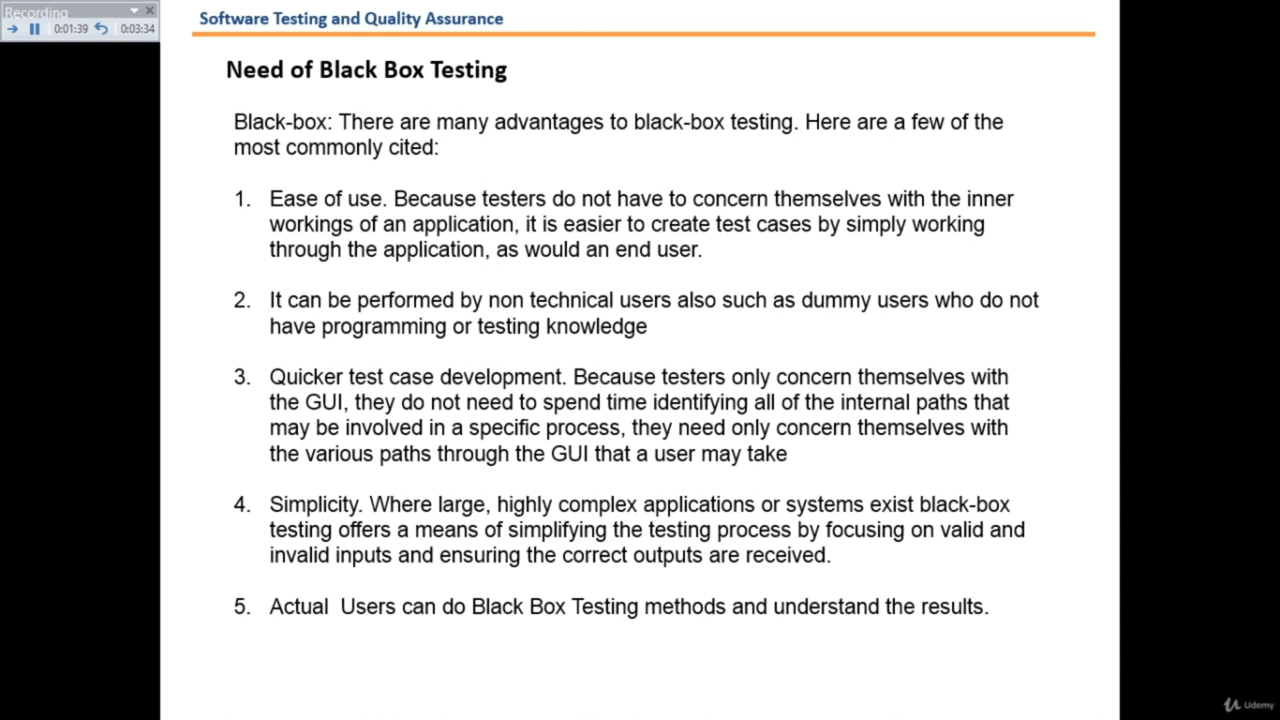 Recording
0:01:39 0:03:34
Software Testing and Quality Assurance
Need of Black Box Testing
Black-box: There are many advantages to black-box testing. Here are a few of the
most commonly cited:
1. Ease of use. Because testers do not have to concern themselves with the inner
workings of an application, it is easier to create test cases by simply working
through the application, as would an end user.
2. It can be performed by non technical users also such as dummy users who do not
have programming or testing knowledge
3. Quicker test case development. Because testers only concern themselves with
the GUI, they do not need to spend time identifying all of the internal paths that
may be involved in a specific process, they need only concern themselves with
the various paths through the GUI that a user may take
4. Simplicity. Where large, highly complex applications or systems exist black-box
testing offers a means of simplifying the testing process by focusing on valid and
invalid inputs and ensuring the correct outputs are received.
5. Actual Users can do Black Box Testing methods and understand the results.
Udemy